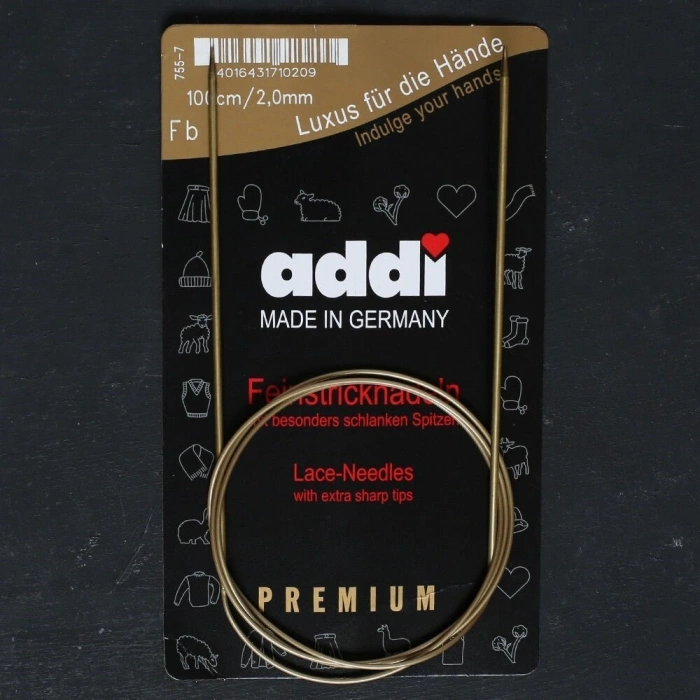 755-7
4016431710209
100cm/2,0mm
Fb
Luxus für die Hände
Indulge your hands
addi
MADE IN GERMANY
Feinstricknadeln
besonders schlanken Spitzen
Lace-Needles
with extra sharp tips
PREMIUM